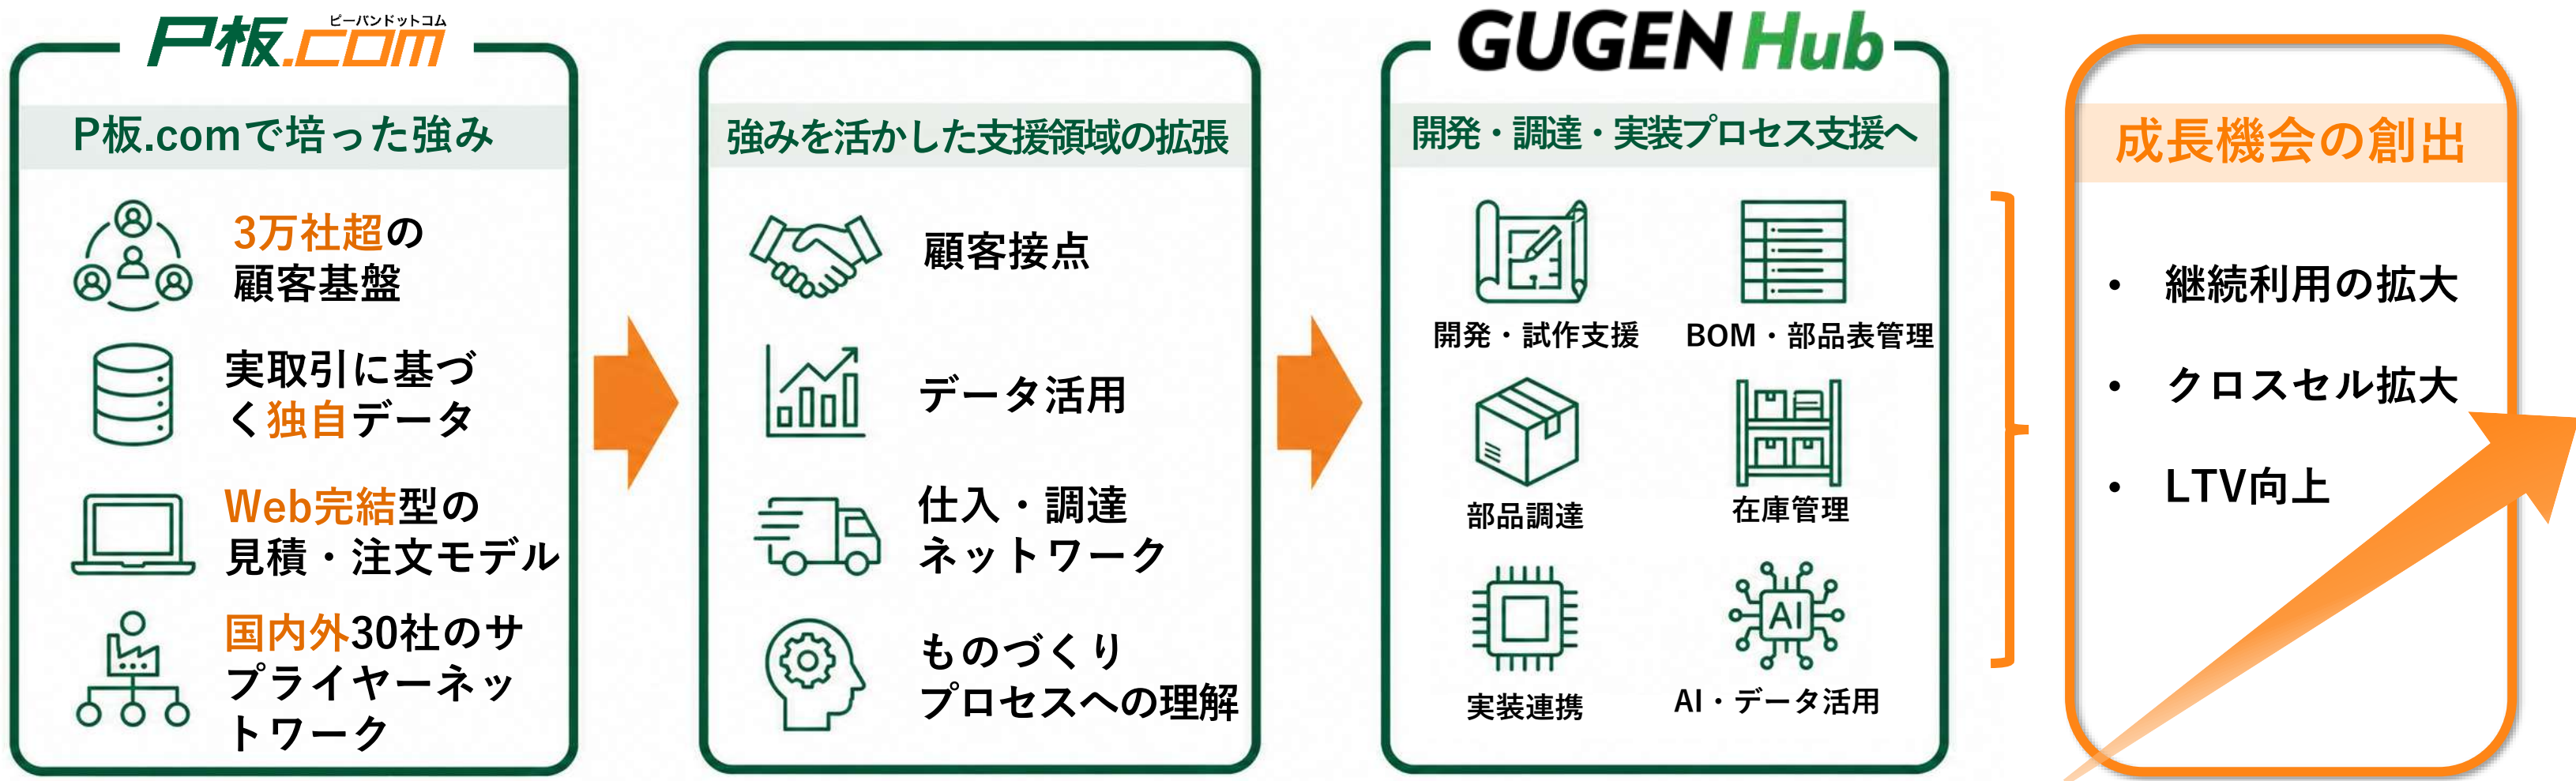 ピーバンドットコム
P板.com
P板.comで培った強み
3万社超の
顧客基盤
実取引に基づ
く独自データ
Web完結型の
見積・注文モデル
国内外30社のサ
プライヤーネッ
トワーク
強みを活かした支援領域の拡張
顧客接点
データ活用
仕入・調達
ネットワーク
ものづくり
プロセスへの理解
GUGEN Hub
開発・調達・実装プロセス支援へ
開発・試作支援
BOM・部品表管理
部品調達
在庫管理
実装連携
AI
AI・データ活用
成長機会の創出
• 継続利用の拡大
• クロスセル拡大
• LTV向上